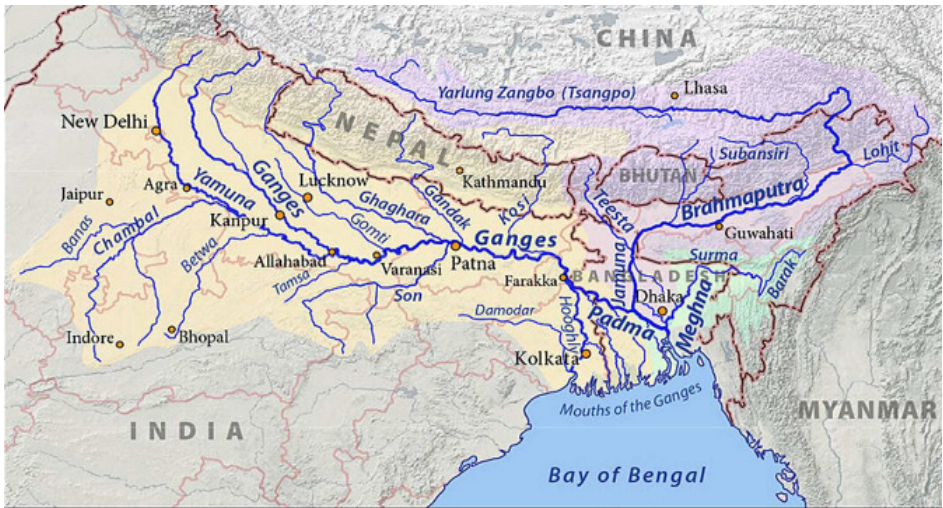 CHINA
Yarlung Zangbo (Tsangpo)
Lhasa
New Delhi
NEPAL
Subansiri
Lohit
Jaipur
Agra
Yamuna
Ganges
Lucknow
Kathmandu
BHUTAN
Brahmaputra
Banas
Chambal
Kanpur
Ghaghara
Gandak
Kosi
Teesta
Guwahati
Betwa
Gomti
Ganges
Surma
Allahabad
Varanasi
Patna
Farakka
BANGLADESH
Jamuna
Barak
Tamsa
Son
Dhaka
Meghna
Damodar
Hooghly
Padma
Indore
Bhopal
Kolkata
Mouths of the Ganges
INDIA
MYANMAR
Bay of Bengal